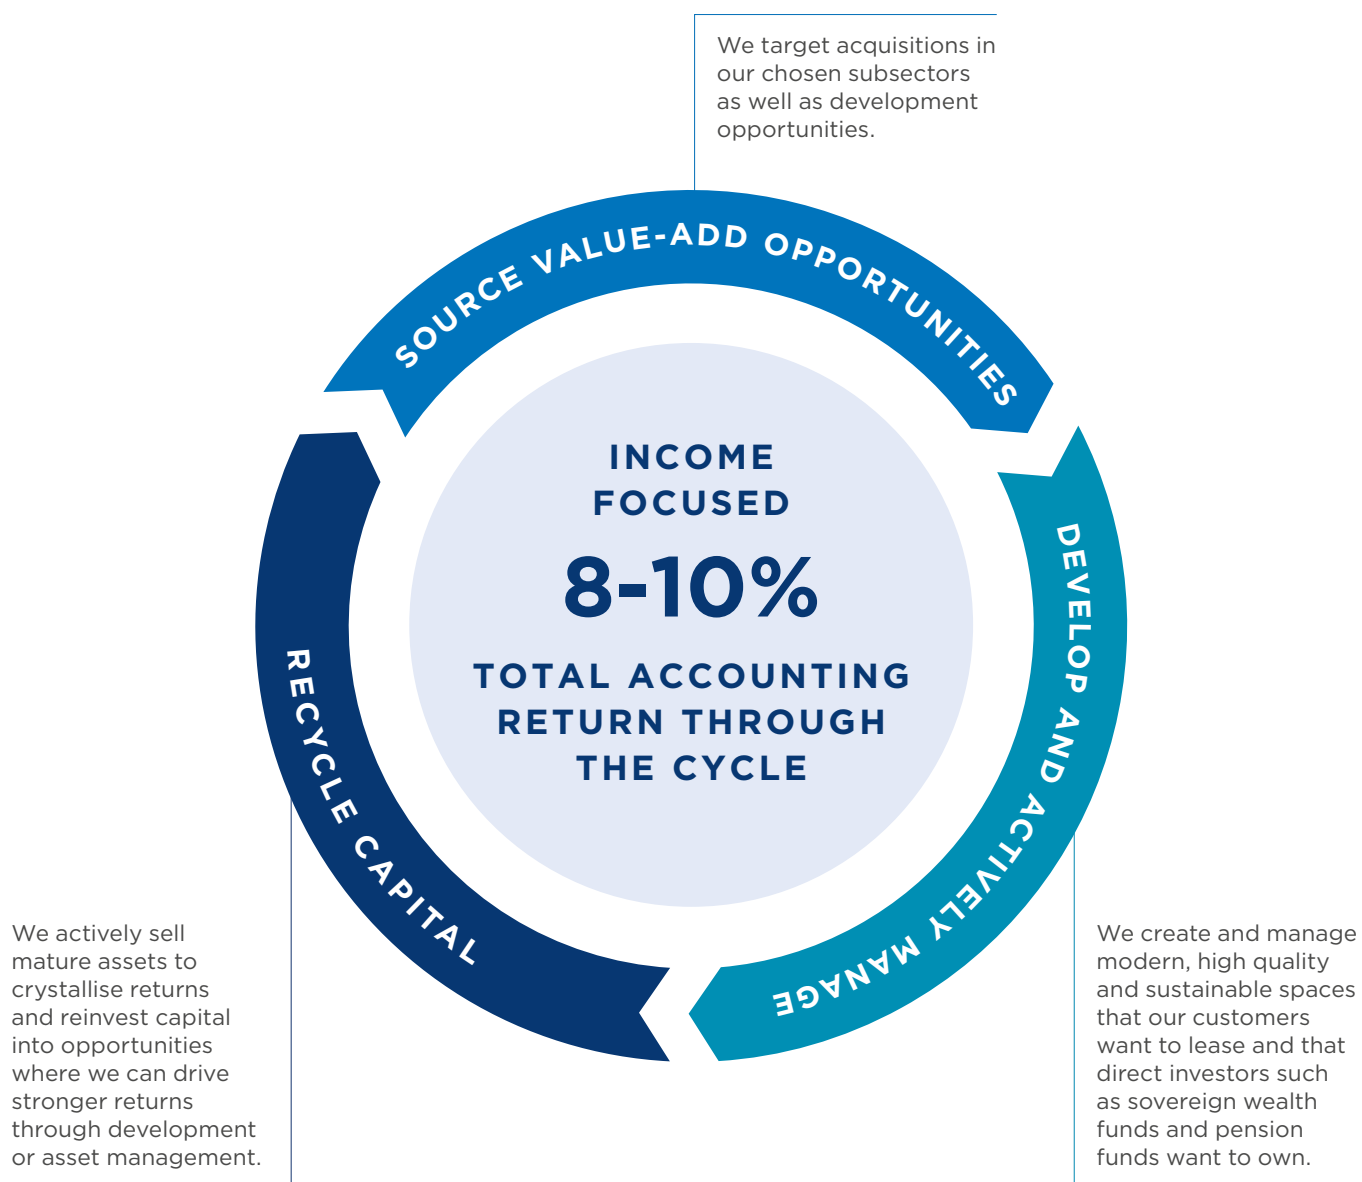 We target acquisitions in
our chosen subsectors
as well as development
opportunities.
SOURCE VALUE-ADD OPPORTUNITIES
INCOME
FOCUSED
8-10%
TOTAL ACCOUNTING
RETURN THROUGH
THE CYCLE
DEVELOP AND ACTIVELY MANAGE
RECYCLE CAPITAL
We actively sell
mature assets to
crystallise returns
and reinvest capital
into opportunities
where we can drive
stronger returns
through development
or asset management.
We create and manage
modern, high quality
and sustainable spaces
that our customers
want to lease and that
direct investors such
as sovereign wealth
funds and pension
funds want to own.